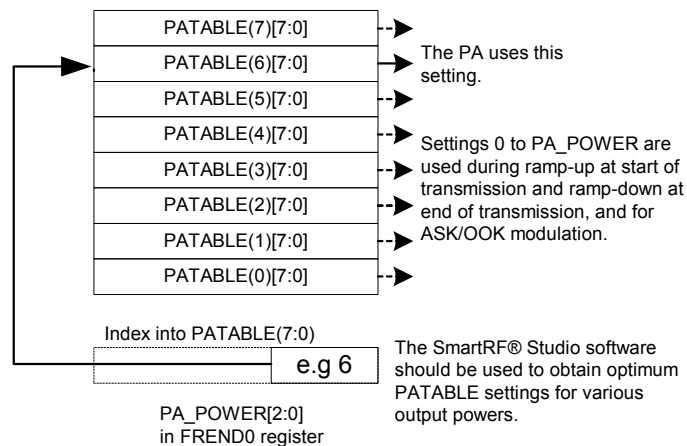 PATABLE(7)[7:0]
PATABLE(6)[7:0]
The PA uses this
setting.
PATABLE(5)[7:0]
PATABLE(4)[7:0]
PATABLE(3)[7:0]
PATABLE(2)[7:0]
PATABLE(1)[7:0]
PATABLE(0)[7:0]
Settings 0 to PA_POWER are
used during ramp-up at start of
transmission and ramp-down at
end of transmission, and for
ASK/OOK modulation.
Index into PATABLE(7:0)
e.g 6
PA_POWER[2:0]
in FREND0 register
The SmartRF® Studio software
should be used to obtain optimum
PATABLE settings for various
output powers.